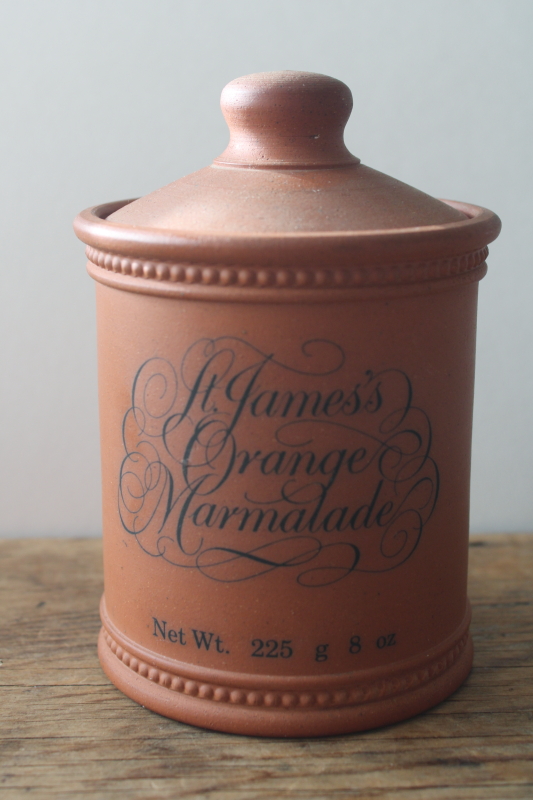 St. James's
Orange
Marmalade
Net Wt. 225 g 8 oz